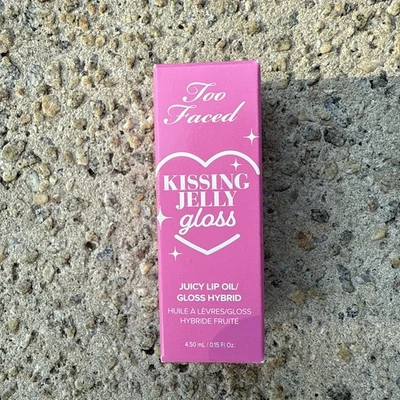 Too
Faced
KISSING
JELLY
gloss
JUICY LIP OIL/
GLOSS HYBRID
HUILE À LÈVRES/GLOSS
HYBRIDE FRUITÉ
4.50 mL / 0.15 Fl Oz.